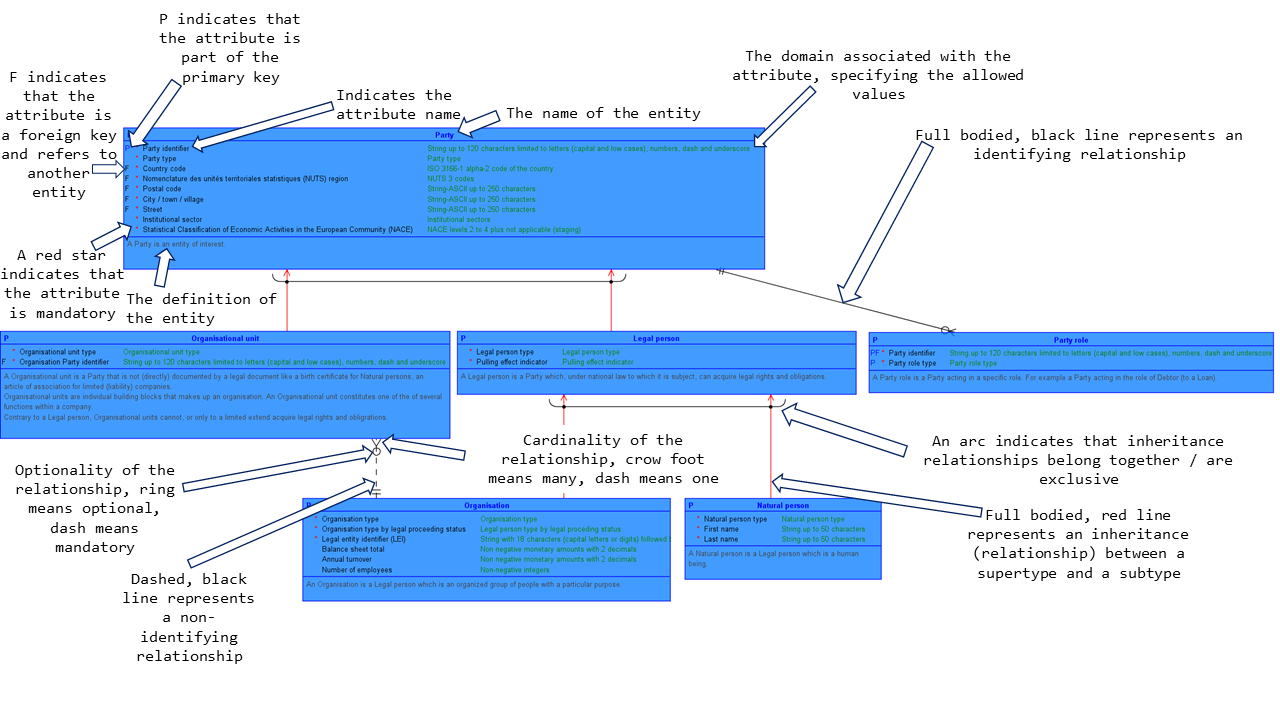 P indicates that
the attribute is
part of the
primary key
F indicates
that the
attribute is
a foreign key
and refers to
another
entity
Indicates the
attribute name
The name of the entity
The domain associated with the
attribute, specifying the allowed
values
Full bodied, black line represents an
identifying relationship
Party
P * Party identifier String up to 120 characters limited to letters (capital and low cases), numbers, dash and underscore
* Party type Party type
F * Country code ISO 3166-1 alpha-2 code of the country
F * Nomenclature des unités territoriales statistiques (NUTS) region NUTS 3 codes
F * Postal code String-ASCII up to 250 characters
F * City / town / village String-ASCII up to 250 characters
F * Street String-ASCII up to 250 characters
* Institutional sector Institutional sectors
* Statistical Classification of Economic Activities in the European Community (NACE) NACE levels 2 to 4 plus not applicable (staging)
A Party is an entity of interest.
A red star
indicates that
the attribute
is mandatory
The definition of
the entity
P Organisational unit
* Organisational unit type Organisational unit type
F * Organisation Party identifier String up to 120 characters limited to letters (capital and low cases), numbers, dash and underscore
A Organisational unit is a Party that is not (directly) documented by a legal document like a birth certificate for Natural persons, an
article of association for limited (liability) companies.
Organisational units are individual building blocks that makes up an organisation. An Organisational unit constitutes one of the of several
functions within a company.
Contrary to a Legal person, Organisational units cannot, or only to a limited extend acquire legal rights and obligations.
P Legal person
* Legal person type Legal person type
* Pulling effect indicator Pulling effect indicator
A Legal person is a Party which, under national law to which it is subject, can acquire legal rights and obligations.
P Party role
PF * Party identifier String up to 120 characters limited to letters (capital and low cases), numbers, dash and underscore
P * Party role type Party role type
A Party role is a Party acting in a specific role. For example a Party acting in the role of Debtor (to a Loan)
Optionality of the
relationship, ring
means optional,
dash means
mandatory
Cardinality of the
relationship, crow foot
means many, dash means one
An arc indicates that inheritance
relationships belong together / are
exclusive
P Organisation
* Organisation type Organisation type
* Organisation type by legal proceeding status Legal person type by legal proceding status
* Legal entity identifier (LEI) String with 18 characters (capital letters or digits) followed b
Balance sheet total Non negative monetary amounts with 2 decimals
Annual turnover Non negative monetary amounts with 2 decimals
Number of employees Non-negative integers
An Organisation is a Legal person which is an organized group of people with a particular purpose.
P Natural person
* Natural person type Natural person type
* First name String up to 50 characters
* Last name String up to 50 characters
A Natural person is a Legal person which is a human
being.
Full bodied, red line
represents an inheritance
(relationship) between a
supertype and a subtype
Dashed, black
line represents
a non-
identifying
relationship